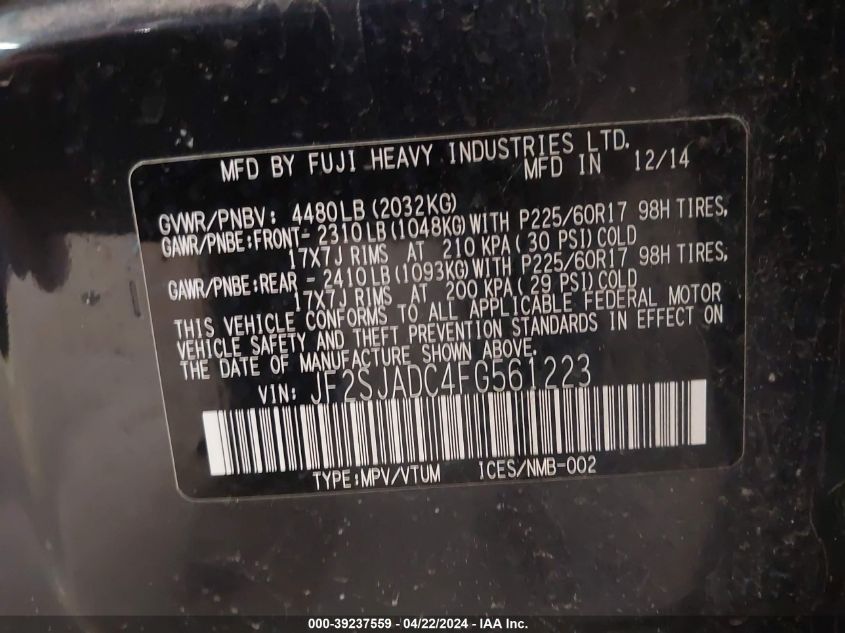 MFD BY FUJI HEAVY INDUSTRIES LTD.
MFD IN 12/14
GVWR/PNBV: 4480LB (2032KG)
GAWR/PNBE:FRONT- 2310LB (1048KG) WITH P225/60R17 98H TIRES,
17X7J RIMS AT 210 KPA( 30 PSI) COLD
GAWR/PNBE:REAR - 2410LB (1093KG) WITH P225/60R17 98H TIRES,
17X7J RIMS AT 200 KPA( 29 PSI) COLD
THIS VEHICLE CONFORMS TO ALL APPLICABLE FEDERAL MOTOR
VEHICLE SAFETY AND THEFT PREVENTION STANDARDS IN EFFECT ON
THE DATE OF MANUFACTURE SHOWN ABOVE.
VIN: JF2SJADC4FG561223
TYPE:MPV/VTUM ICES/NMB-002
000-39237559 - 04/22/2024 - IAA Inc.